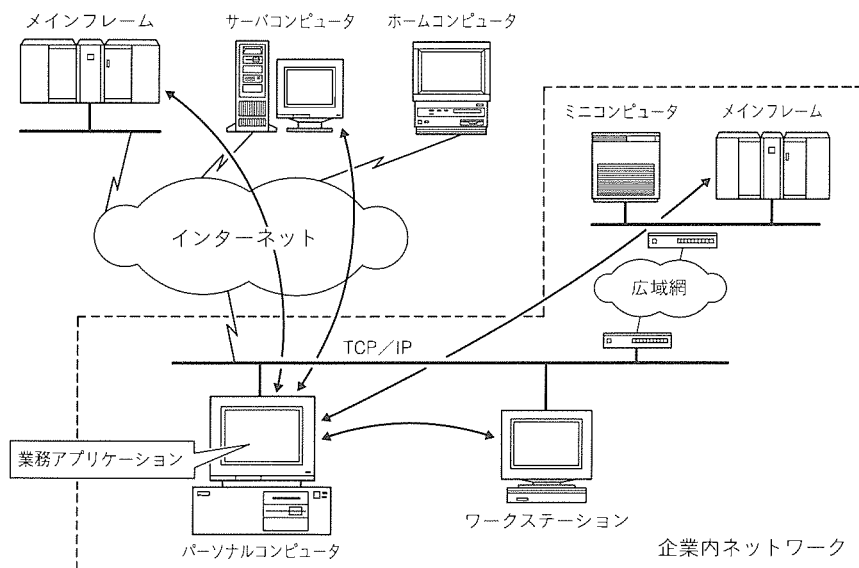 メインフレーム
サーバコンピュータ
ホームコンピュータ
ミニコンピュータ
メインフレーム
インターネット
広域網
TCP／IP
業務アプリケーション
パーソナルコンピュータ
ワークステーション
企業内ネットワーク